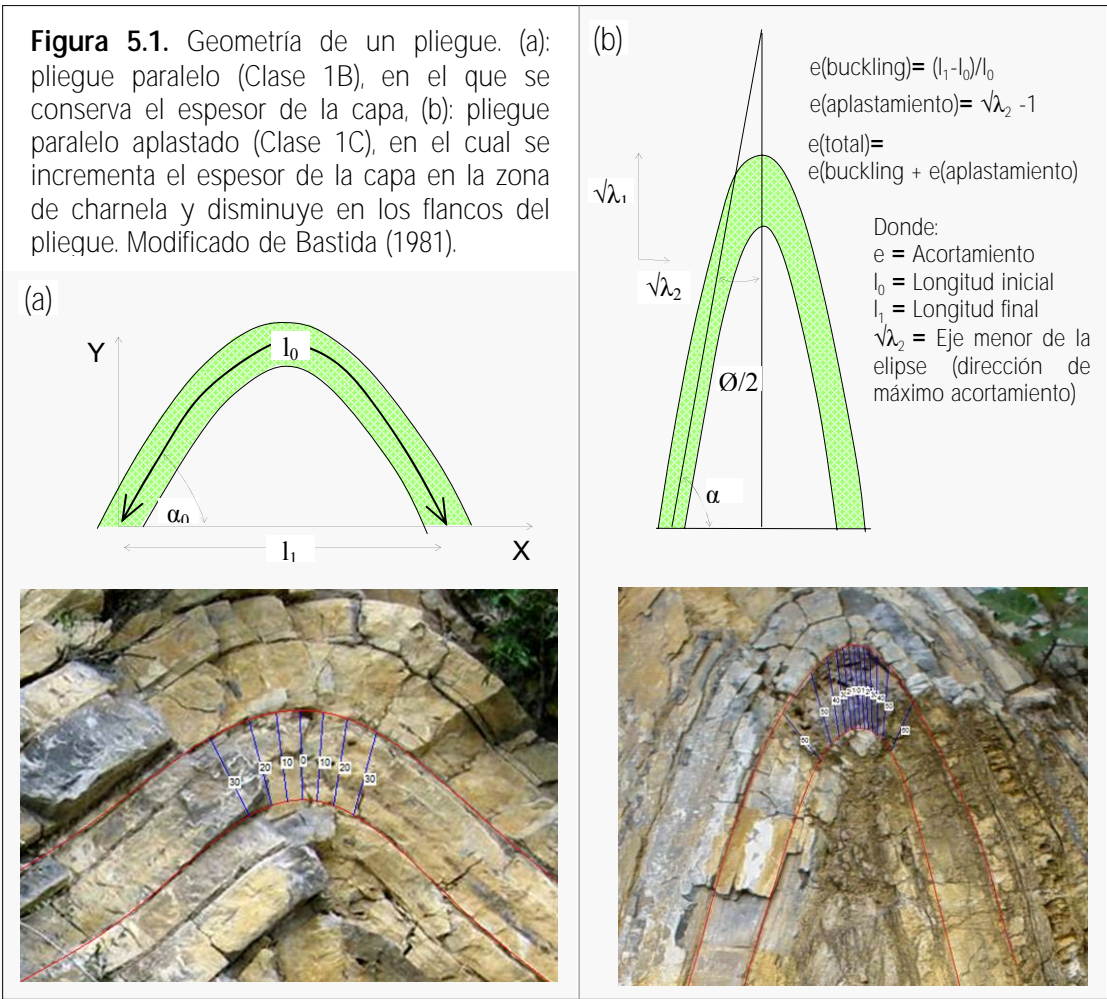 Figura 5.1. Geometría de un pliegue. (a):
pliegue paralelo (Clase 1B), en el que se
conserva el espesor de la capa, (b): pliegue
paralelo aplastado (Clase 1C), en el cual se
incrementa el espesor de la capa en la zona
de charnela y disminuye en los flancos del
pliegue. Modificado de Bastida (1981).
(a)
Y
l₀
α₀
l₁
X
30
20
10
0
10
20
30
(b)
e(buckling)= (l₁-l₀)/l₀
e(aplastamiento)= √λ₂ -1
e(total)=
e(buckling + e(aplastamiento)
Donde:
e = Acortamiento
l₀ = Longitud inicial
l₁ = Longitud final
√λ₂ = Eje menor de la
elipse (dirección de
máximo acortamiento)
√λ₁
√λ₂
Ø/2
α
60
50
40
10
50
60